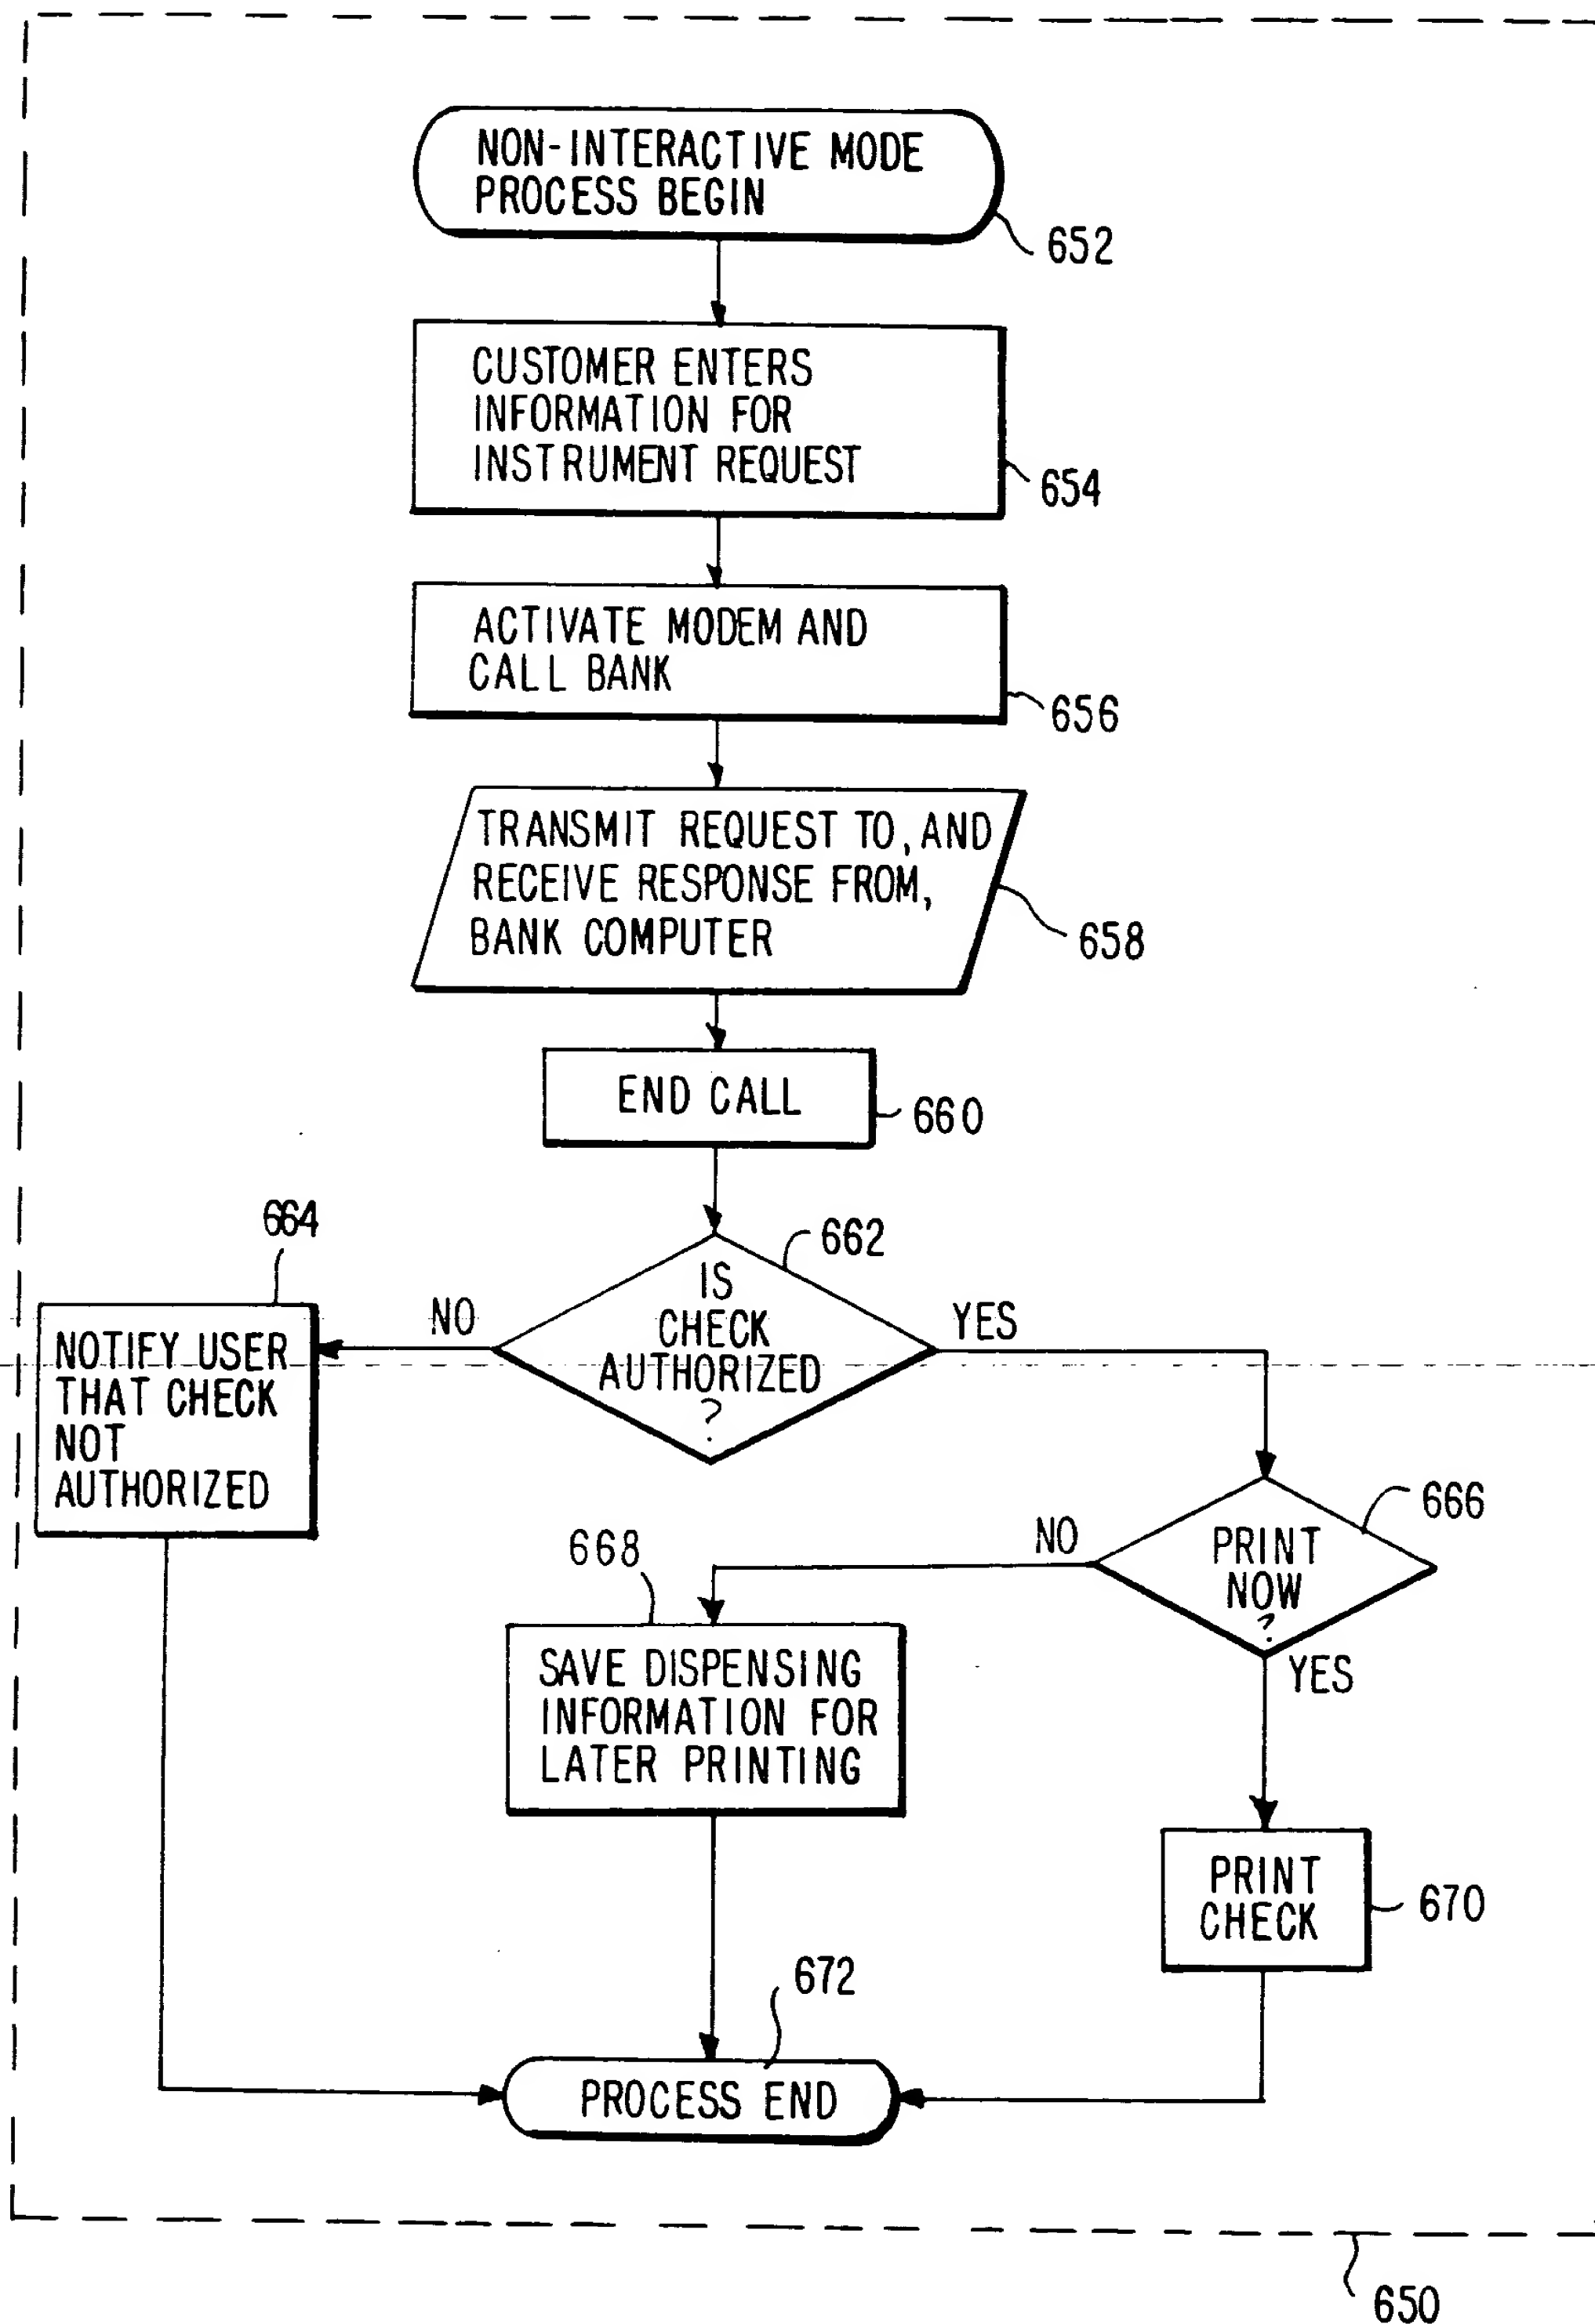 NON-INTERACTIVE MODE
PROCESS BEGIN
652
CUSTOMER ENTERS
INFORMATION FOR
INSTRUMENT REQUEST
654
ACTIVATE MODEM AND
CALL BANK
656
TRANSMIT REQUEST TO, AND
RECEIVE RESPONSE FROM,
BANK COMPUTER
658
END CALL
660
662
IS
CHECK
AUTHORIZED
?
NO
YES
664
NOTIFY USER
THAT CHECK
NOT
AUTHORIZED
666
PRINT
NOW
?
NO
YES
668
SAVE DISPENSING
INFORMATION FOR
LATER PRINTING
PRINT
CHECK
670
672
PROCESS END
650